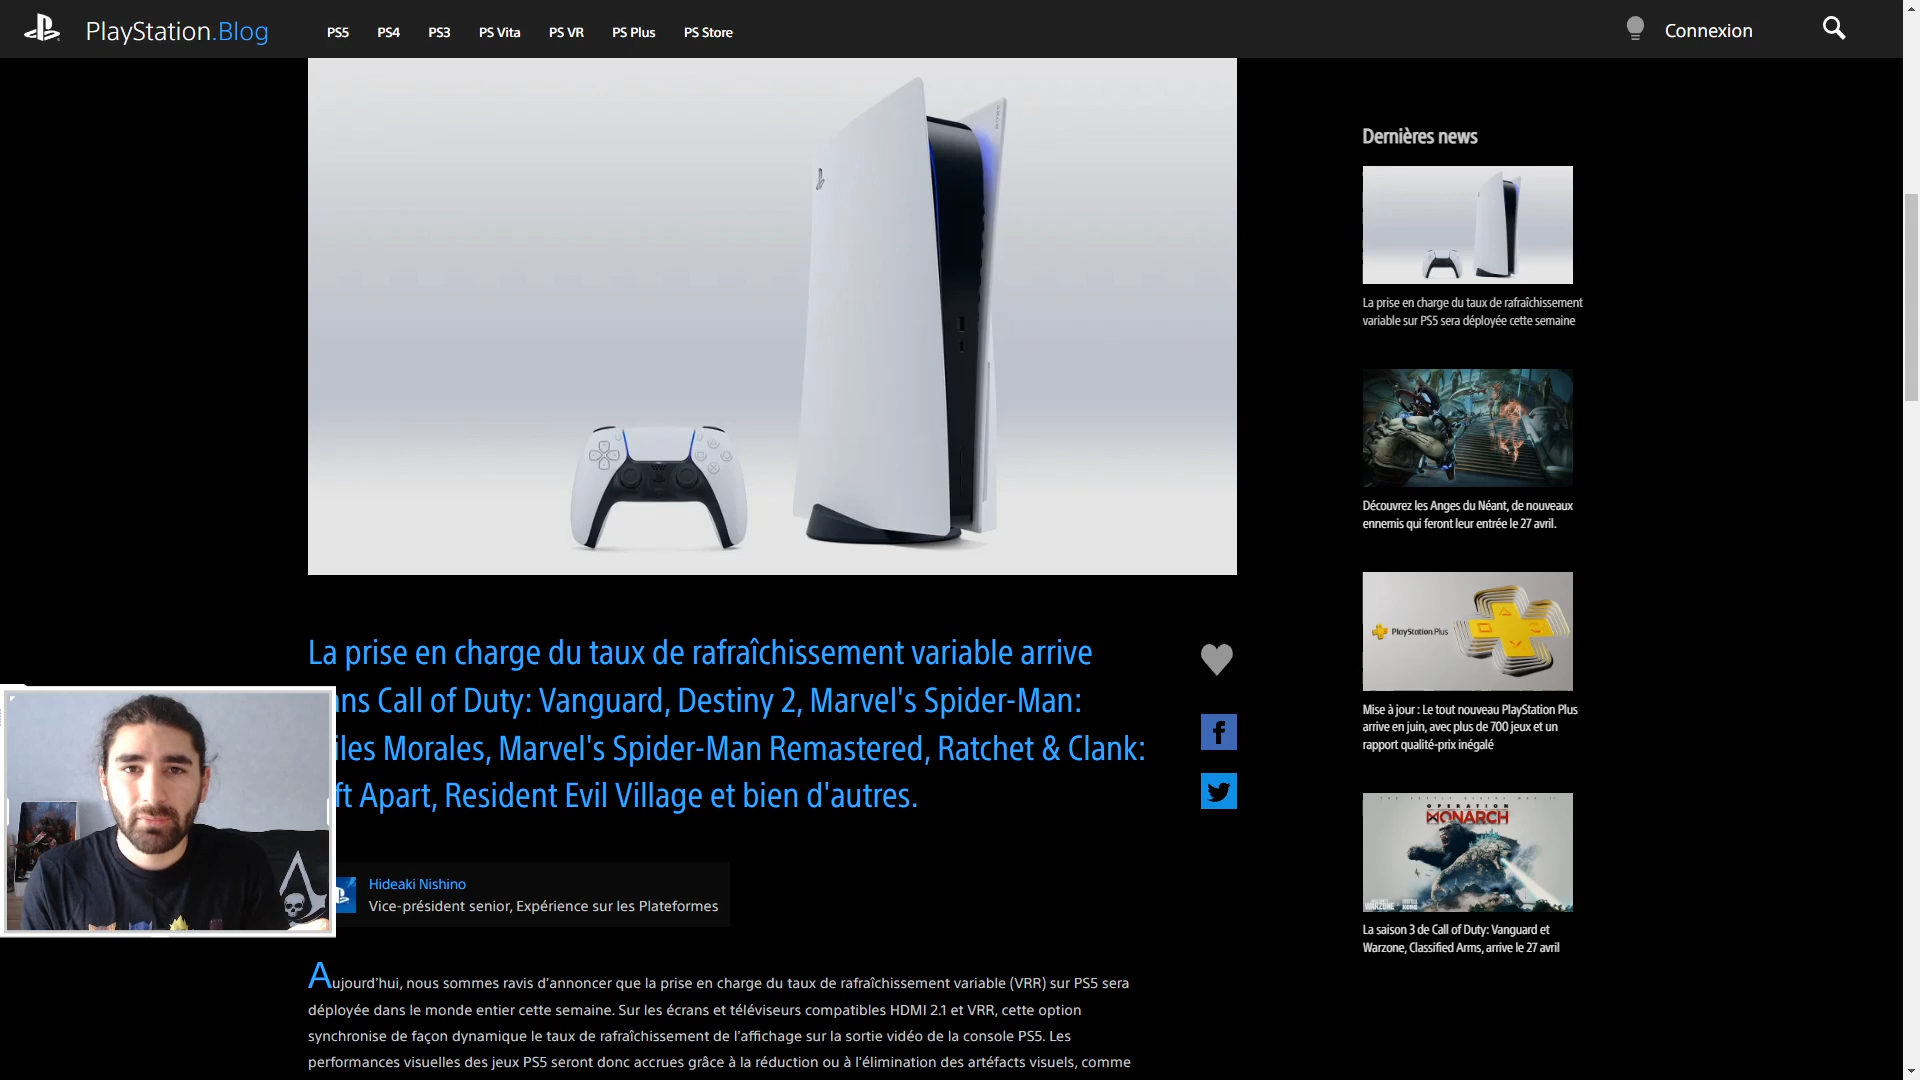 PlayStation.Blog
PS5 PS4 PS3 PS Vita PS VR PS Plus PS Store
Connexion
Dernières news
La prise en charge du taux de rafraîchissement
variable sur PS5 sera déployée cette semaine
Découvrez les Anges du Néant, de nouveaux
ennemis qui feront leur entrée le 27 avril.
PlayStation Plus
Mise à jour : Le tout nouveau PlayStation Plus
arrive en juin, avec plus de 700 jeux et un
rapport qualité-prix inégalé
OPERATION
MONARCH
La saison 3 de Call of Duty: Vanguard et
Warzone, Classified Arms, arrive le 27 avril
La prise en charge du taux de rafraîchissement variable arrive
ns Call of Duty: Vanguard, Destiny 2, Marvel's Spider-Man:
iles Morales, Marvel's Spider-Man Remastered, Ratchet & Clank:
ft Apart, Resident Evil Village et bien d'autres.
Hideaki Nishino
Vice-président senior, Expérience sur les Plateformes
Aujourd'hui, nous sommes ravis d'annoncer que la prise en charge du taux de rafraîchissement variable (VRR) sur PS5 sera
déployée dans le monde entier cette semaine. Sur les écrans et téléviseurs compatibles HDMI 2.1 et VRR, cette option
synchronise de façon dynamique le taux de rafraîchissement de l'affichage sur la sortie vidéo de la console PS5. Les
performances visuelles des jeux PS5 seront donc accrues grâce à la réduction ou à l'élimination des artéfacts visuels, comme